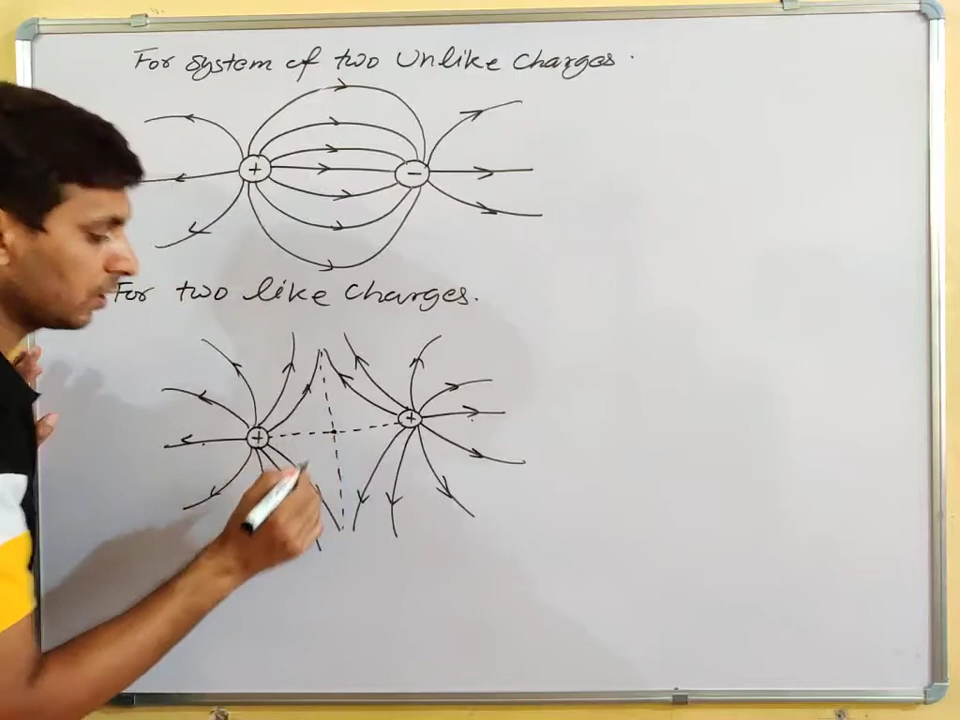 For system of two Unlike Charges.
+ -
For two like Charges.
+ +